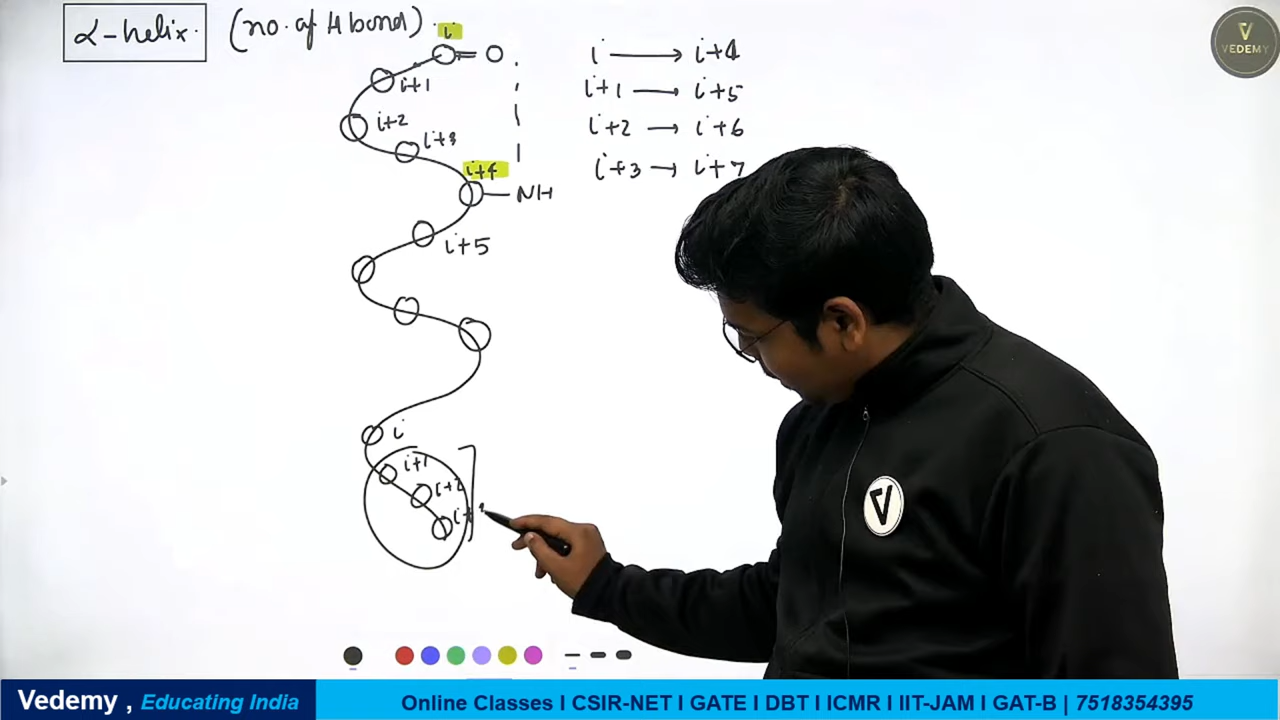 α-helix. (no. of H bond).
i
O
i+1
i+2
i+3
i+4
NH
i+5
i → i+4
i+1 → i+5
i+2 → i+6
i+3 → i+7
i
i+1
i+2
V
VEDEMY
Vedemy , Educating India
Online Classes I CSIR-NET I GATE I DBT I ICMR I IIT-JAM I GAT-B | 7518354395